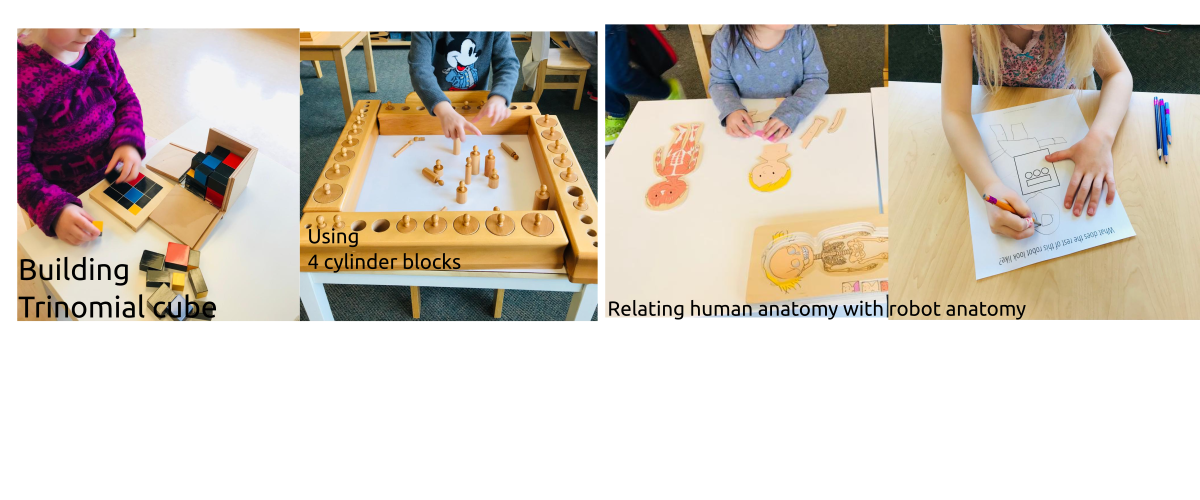 Building
Trinomial cube
Using
4 cylinder blocks
Relating human anatomy with robot anatomy
What does the rest of this robot look like?